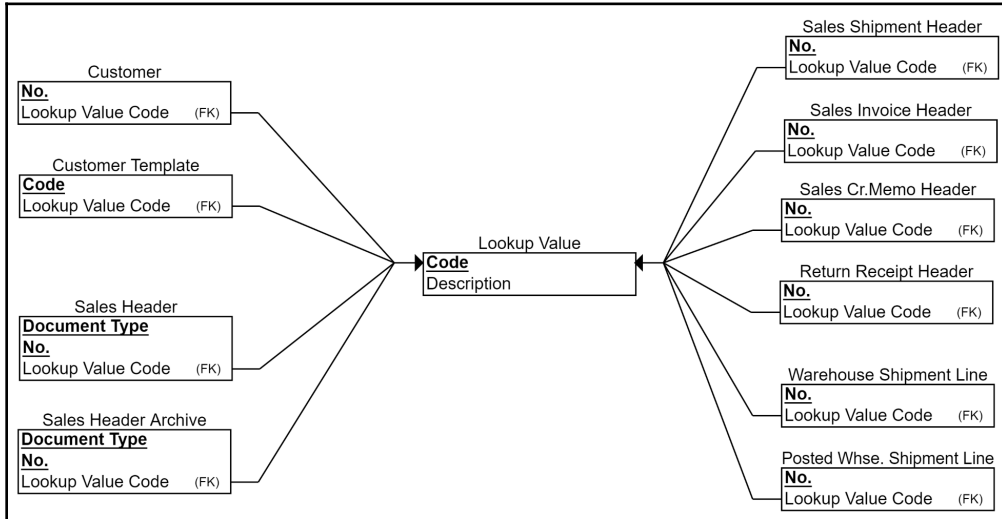 Customer
No.
Lookup Value Code (FK)
Customer Template
Code
Lookup Value Code (FK)
Sales Header
Document Type
No.
Lookup Value Code (FK)
Sales Header Archive
Document Type
No.
Lookup Value Code (FK)
Lookup Value
Code
Description
Sales Shipment Header
No.
Lookup Value Code (FK)
Sales Invoice Header
No.
Lookup Value Code (FK)
Sales Cr.Memo Header
No.
Lookup Value Code (FK)
Return Receipt Header
No.
Lookup Value Code (FK)
Warehouse Shipment Line
No.
Lookup Value Code (FK)
Posted Whse. Shipment Line
No.
Lookup Value Code (FK)